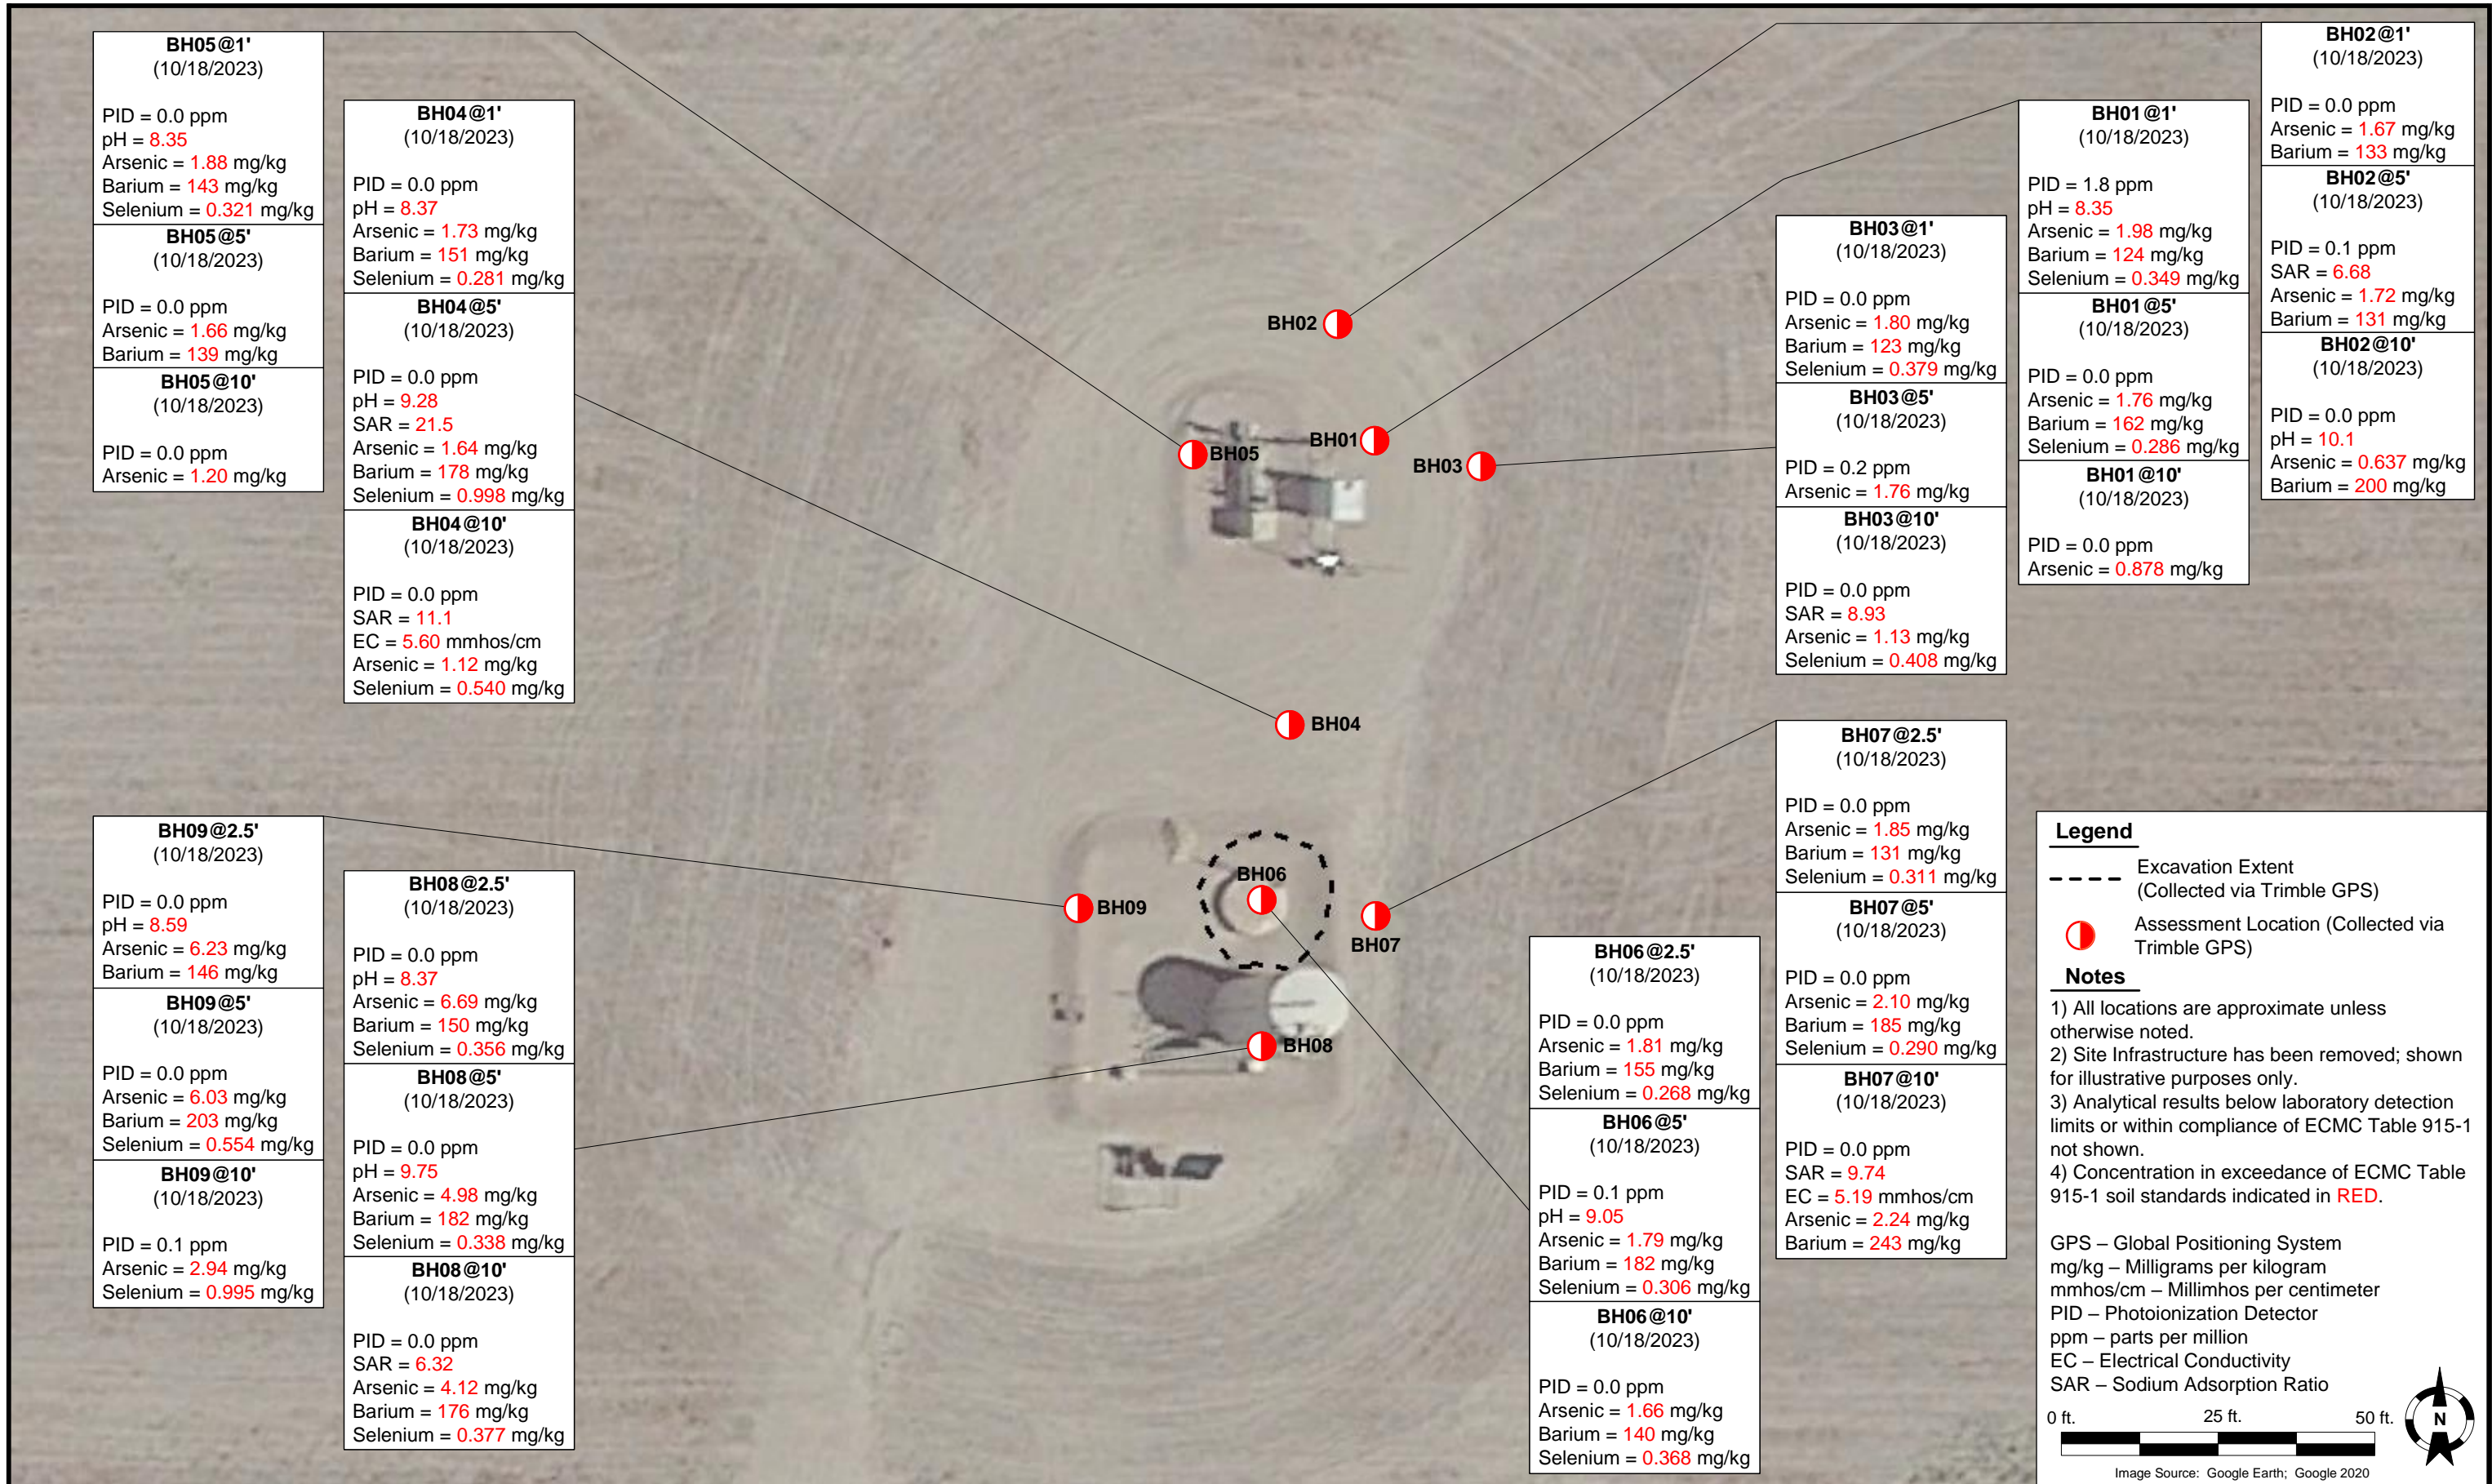 BH05@1'
(10/18/2023)
PID = 0.0 ppm
pH = 8.35
Arsenic = 1.88 mg/kg
Barium = 143 mg/kg
Selenium = 0.321 mg/kg
BH05@5'
(10/18/2023)
PID = 0.0 ppm
Arsenic = 1.66 mg/kg
Barium = 139 mg/kg
BH05@10'
(10/18/2023)
PID = 0.0 ppm
Arsenic = 1.20 mg/kg
BH04@1'
(10/18/2023)
PID = 0.0 ppm
pH = 8.37
Arsenic = 1.73 mg/kg
Barium = 151 mg/kg
Selenium = 0.281 mg/kg
BH04@5'
(10/18/2023)
PID = 0.0 ppm
pH = 9.28
SAR = 21.5
Arsenic = 1.64 mg/kg
Barium = 178 mg/kg
Selenium = 0.998 mg/kg
BH04@10'
(10/18/2023)
PID = 0.0 ppm
SAR = 11.1
EC = 5.60 mmhos/cm
Arsenic = 1.12 mg/kg
Selenium = 0.540 mg/kg
BH02
BH01
BH05
BH03
BH04
BH03@1'
(10/18/2023)
PID = 0.0 ppm
Arsenic = 1.80 mg/kg
Barium = 123 mg/kg
Selenium = 0.379 mg/kg
BH03@5'
(10/18/2023)
PID = 0.2 ppm
Arsenic = 1.76 mg/kg
BH03@10'
(10/18/2023)
PID = 0.0 ppm
SAR = 8.93
Arsenic = 1.13 mg/kg
Selenium = 0.408 mg/kg
BH01@1'
(10/18/2023)
PID = 1.8 ppm
pH = 8.35
Arsenic = 1.98 mg/kg
Barium = 124 mg/kg
Selenium = 0.349 mg/kg
BH01@5'
(10/18/2023)
PID = 0.0 ppm
Arsenic = 1.76 mg/kg
Barium = 162 mg/kg
Selenium = 0.286 mg/kg
BH01@10'
(10/18/2023)
PID = 0.0 ppm
Arsenic = 0.878 mg/kg
BH02@1'
(10/18/2023)
PID = 0.0 ppm
Arsenic = 1.67 mg/kg
Barium = 133 mg/kg
BH02@5'
(10/18/2023)
PID = 0.1 ppm
SAR = 6.68
Arsenic = 1.72 mg/kg
Barium = 131 mg/kg
BH02@10'
(10/18/2023)
PID = 0.0 ppm
pH = 10.1
Arsenic = 0.637 mg/kg
Barium = 200 mg/kg
BH09@2.5'
(10/18/2023)
PID = 0.0 ppm
pH = 8.59
Arsenic = 6.23 mg/kg
Barium = 146 mg/kg
BH09@5'
(10/18/2023)
PID = 0.0 ppm
Arsenic = 6.03 mg/kg
Barium = 203 mg/kg
Selenium = 0.554 mg/kg
BH09@10'
(10/18/2023)
PID = 0.1 ppm
Arsenic = 2.94 mg/kg
Selenium = 0.995 mg/kg
BH08@2.5'
(10/18/2023)
PID = 0.0 ppm
pH = 8.37
Arsenic = 6.69 mg/kg
Barium = 150 mg/kg
Selenium = 0.356 mg/kg
BH08@5'
(10/18/2023)
PID = 0.0 ppm
pH = 9.75
Arsenic = 4.98 mg/kg
Barium = 182 mg/kg
Selenium = 0.338 mg/kg
BH08@10'
(10/18/2023)
PID = 0.0 ppm
SAR = 6.32
Arsenic = 4.12 mg/kg
Barium = 176 mg/kg
Selenium = 0.377 mg/kg
BH06
BH09
BH07
BH08
BH06@2.5'
(10/18/2023)
PID = 0.0 ppm
Arsenic = 1.81 mg/kg
Barium = 155 mg/kg
Selenium = 0.268 mg/kg
BH06@5'
(10/18/2023)
PID = 0.1 ppm
pH = 9.05
Arsenic = 1.79 mg/kg
Barium = 182 mg/kg
Selenium = 0.306 mg/kg
BH06@10'
(10/18/2023)
PID = 0.0 ppm
Arsenic = 1.66 mg/kg
Barium = 140 mg/kg
Selenium = 0.368 mg/kg
BH07@2.5'
(10/18/2023)
PID = 0.0 ppm
Arsenic = 1.85 mg/kg
Barium = 131 mg/kg
Selenium = 0.311 mg/kg
BH07@5'
(10/18/2023)
PID = 0.0 ppm
Arsenic = 2.10 mg/kg
Barium = 185 mg/kg
Selenium = 0.290 mg/kg
BH07@10'
(10/18/2023)
PID = 0.0 ppm
SAR = 9.74
EC = 5.19 mmhos/cm
Arsenic = 2.24 mg/kg
Barium = 243 mg/kg
Legend
Excavation Extent
(Collected via Trimble GPS)
Assessment Location (Collected via
Trimble GPS)
Notes
1) All locations are approximate unless
otherwise noted.
2) Site Infrastructure has been removed; shown
for illustrative purposes only.
3) Analytical results below laboratory detection
limits or within compliance of ECMC Table 915-1
not shown.
4) Concentration in exceedance of ECMC Table
915-1 soil standards indicated in RED.
GPS – Global Positioning System
mg/kg – Milligrams per kilogram
mmhos/cm – Millimhos per centimeter
PID – Photoionization Detector
ppm – parts per million
EC – Electrical Conductivity
SAR – Sodium Adsorption Ratio
0 ft. 25 ft. 50 ft.
N
Image Source: Google Earth; Google 2020